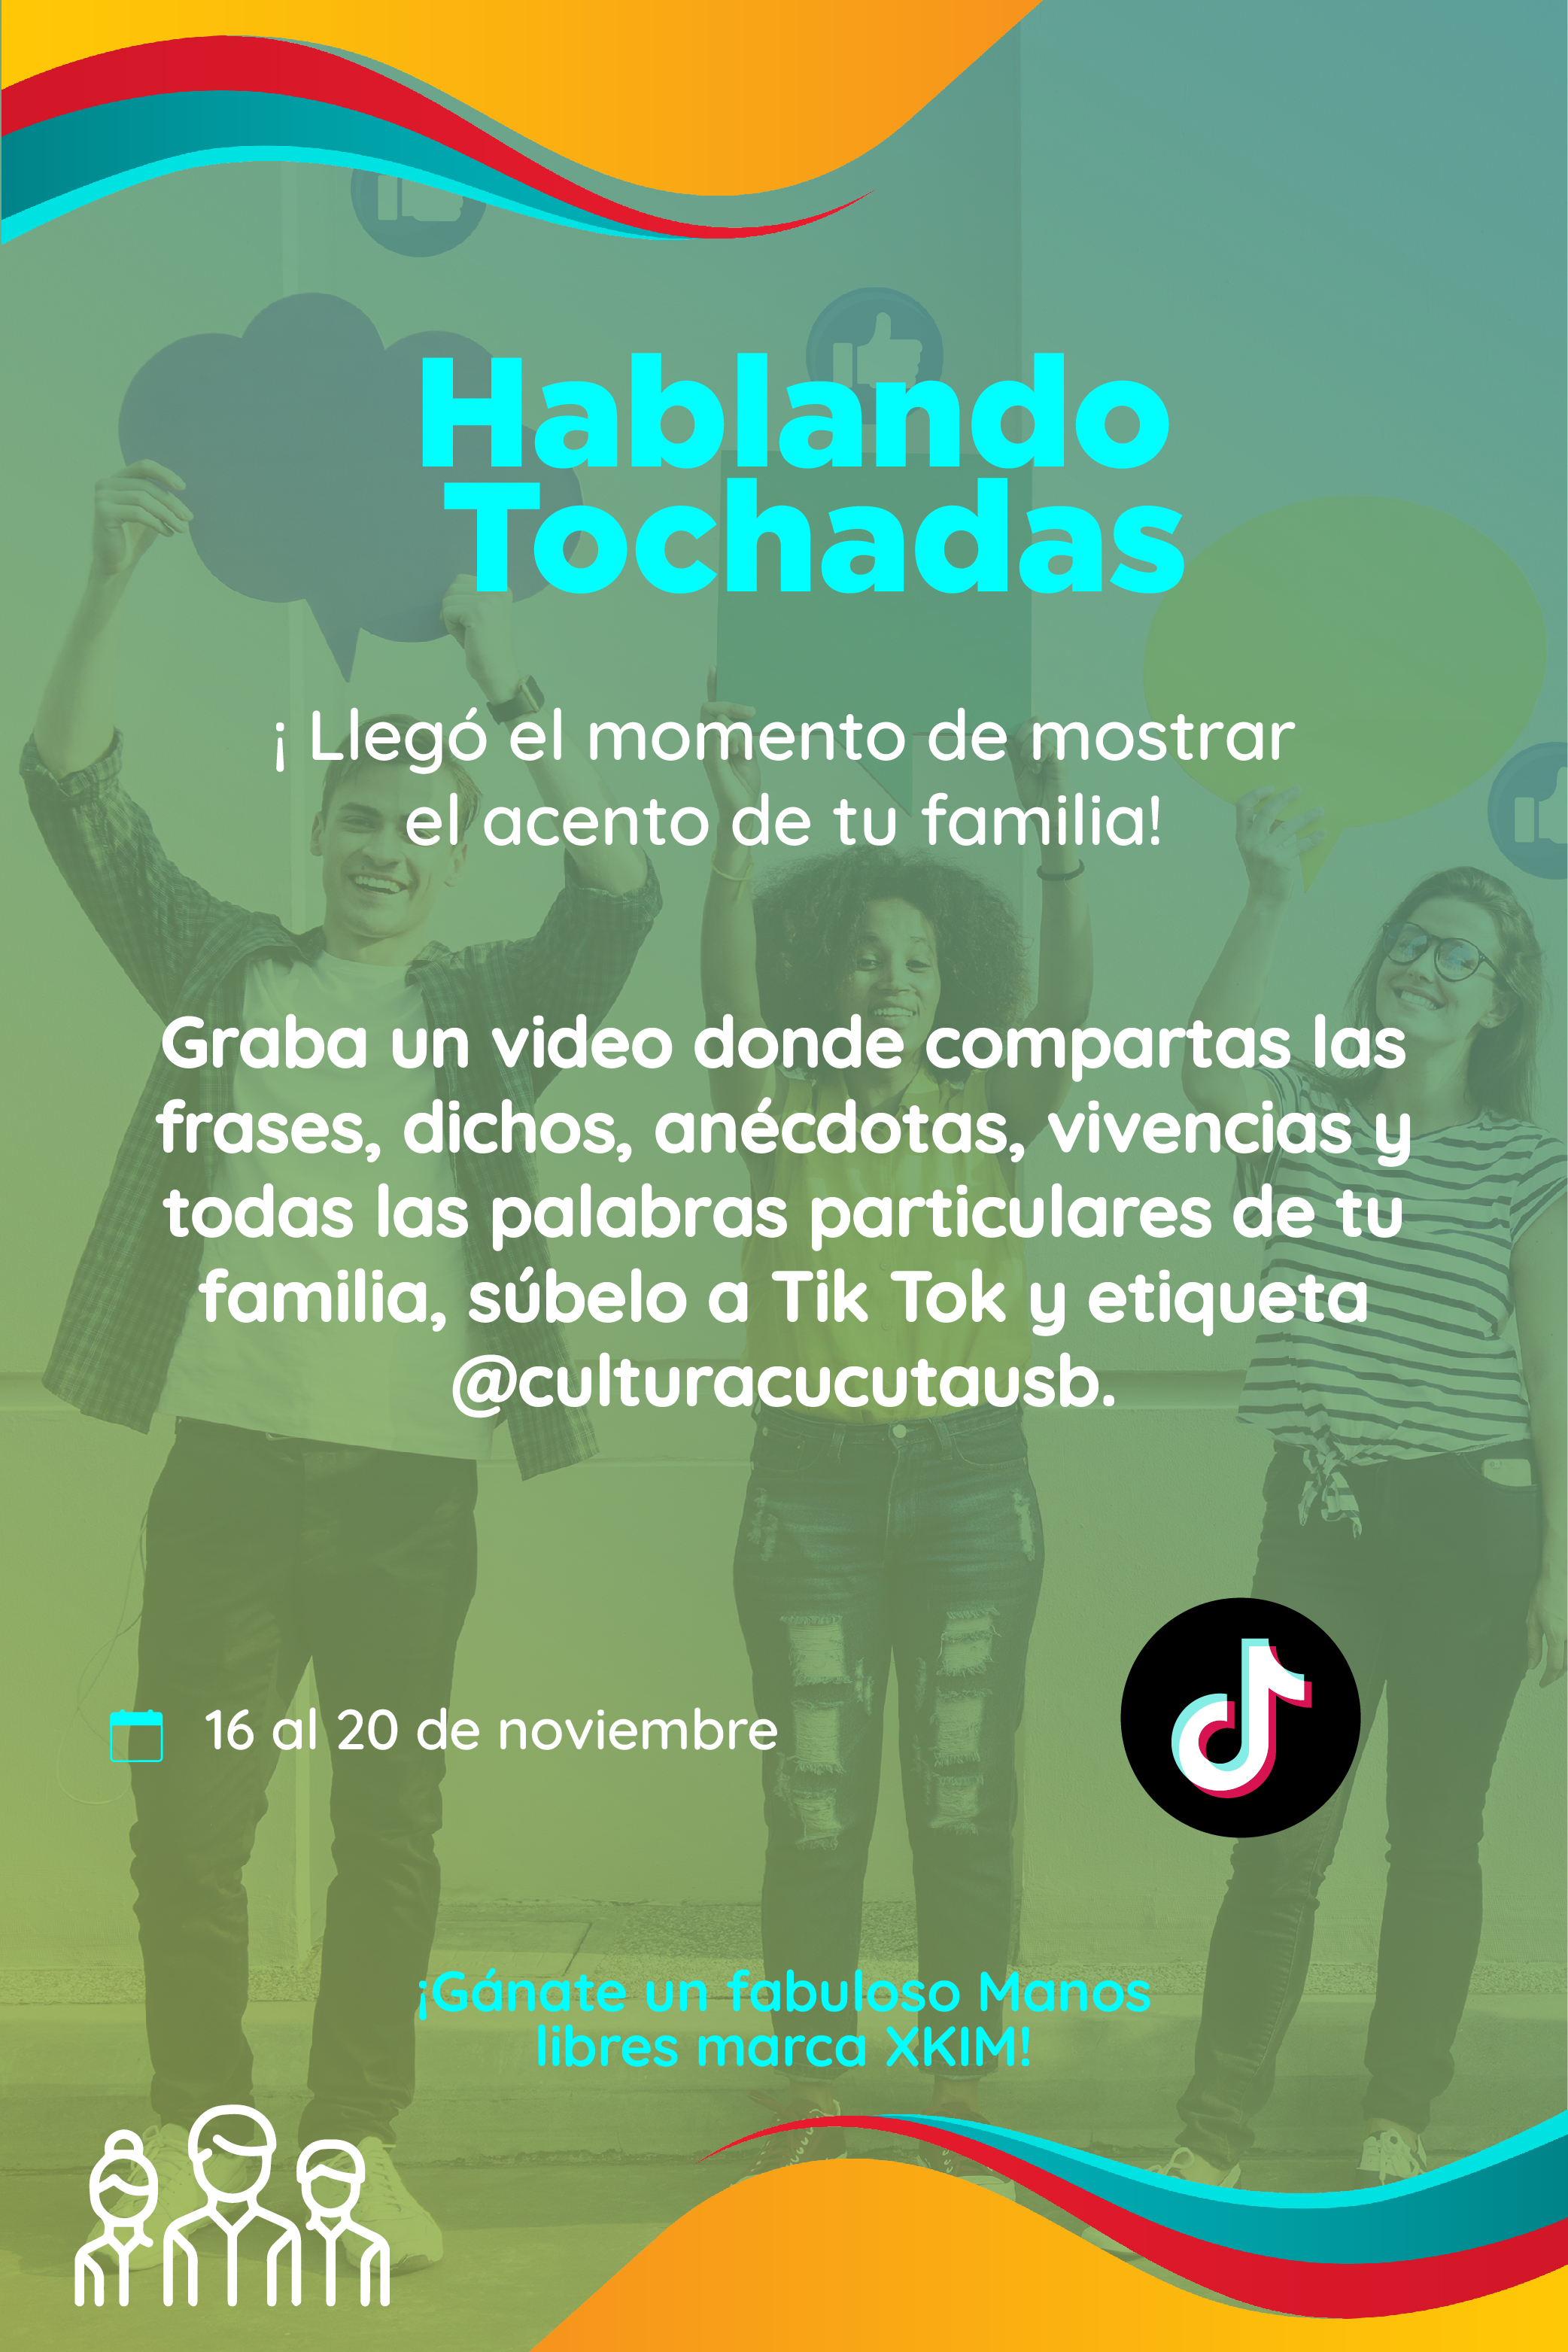 Hablando
Tochadas
¡ Llegó el momento de mostrar
el acento de tu familia!
Graba un video donde compartas las
frases, dichos, anécdotas, vivencias y
todas las palabras particulares de tu
familia, súbelo a Tik Tok y etiqueta
@culturacucutausb.
16 al 20 de noviembre
¡Gánate un fabuloso Manos
libres marca XKIM!